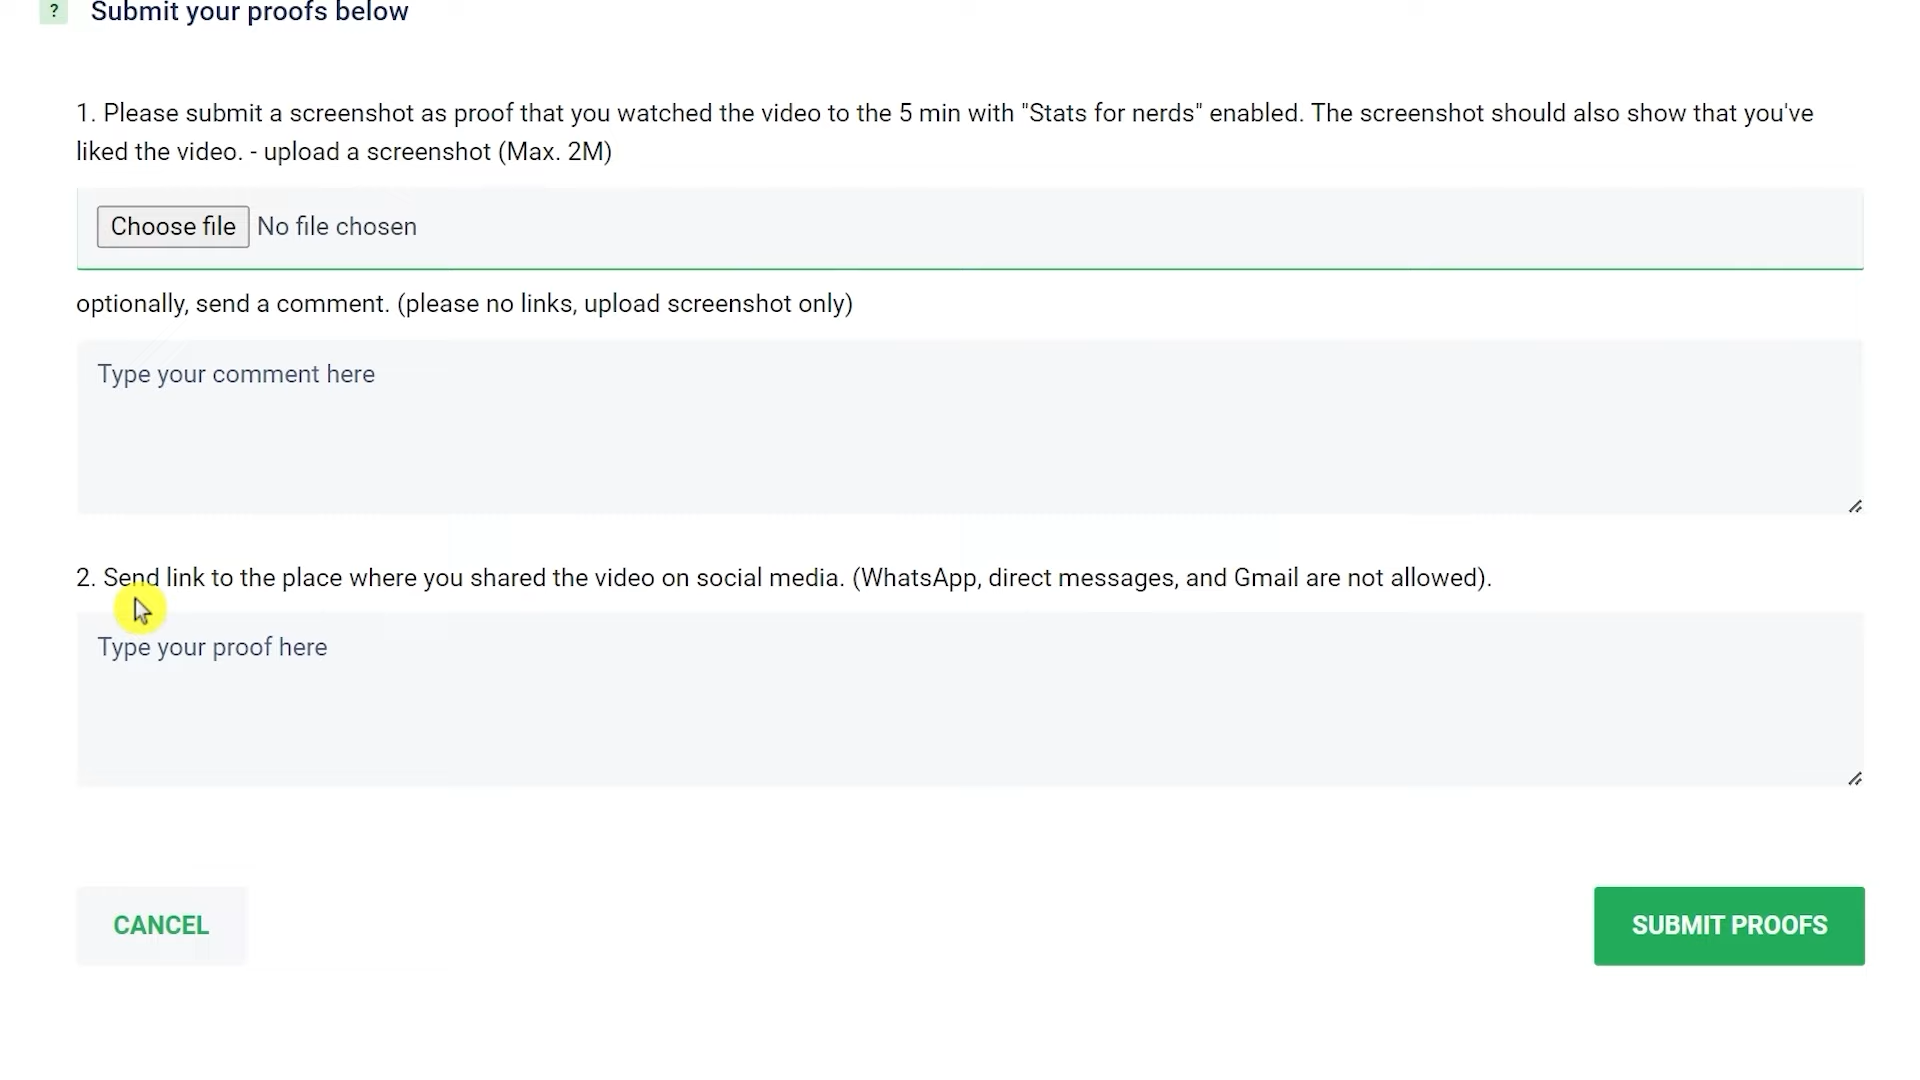 ?
Submit your proofs below
1. Please submit a screenshot as proof that you watched the video to the 5 min with "Stats for nerds" enabled. The screenshot should also show that you've
liked the video. - upload a screenshot (Max. 2M)
Choose file No file chosen
optionally, send a comment. (please no links, upload screenshot only)
Type your comment here
2. Send link to the place where you shared the video on social media. (WhatsApp, direct messages, and Gmail are not allowed).
Type your proof here
CANCEL
SUBMIT PROOFS